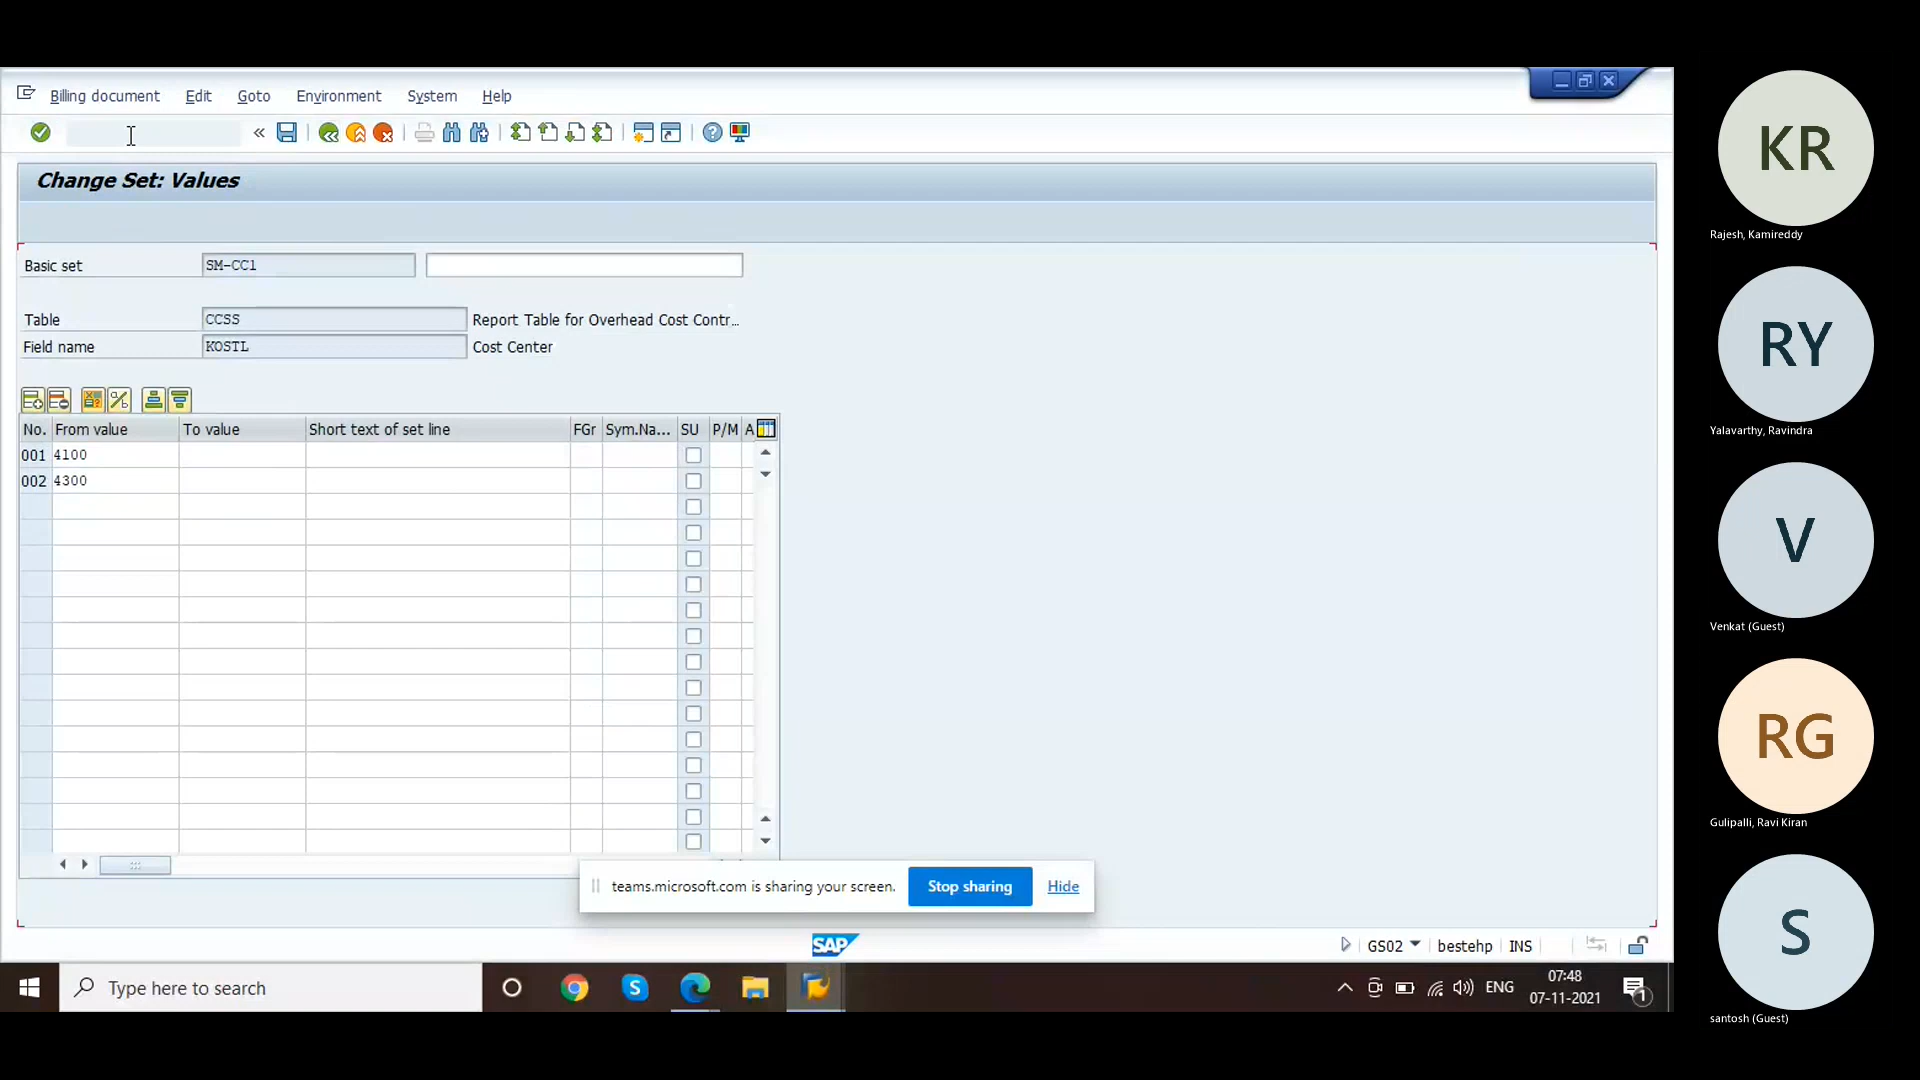 Billing document Edit Goto Environment System Help
«
Change Set: Values
Basic set SM-CC1
Table CCSS Report Table for Overhead Cost Contr...
Field name KOSTL Cost Center
No. From value To value Short text of set line FGr Sym.Na... SU P/M A
001 4100
002 4300
teams.microsoft.com is sharing your screen. Stop sharing Hide
SAP
GS02 bestehp INS
Type here to search
S
ENG
07:48
07-11-2021
1
KR
Rajesh, Kamireddy
RY
Yalavarthy, Ravindra
V
Venkat (Guest)
RG
Gulipalli, Ravi Kiran
S
santosh (Guest)